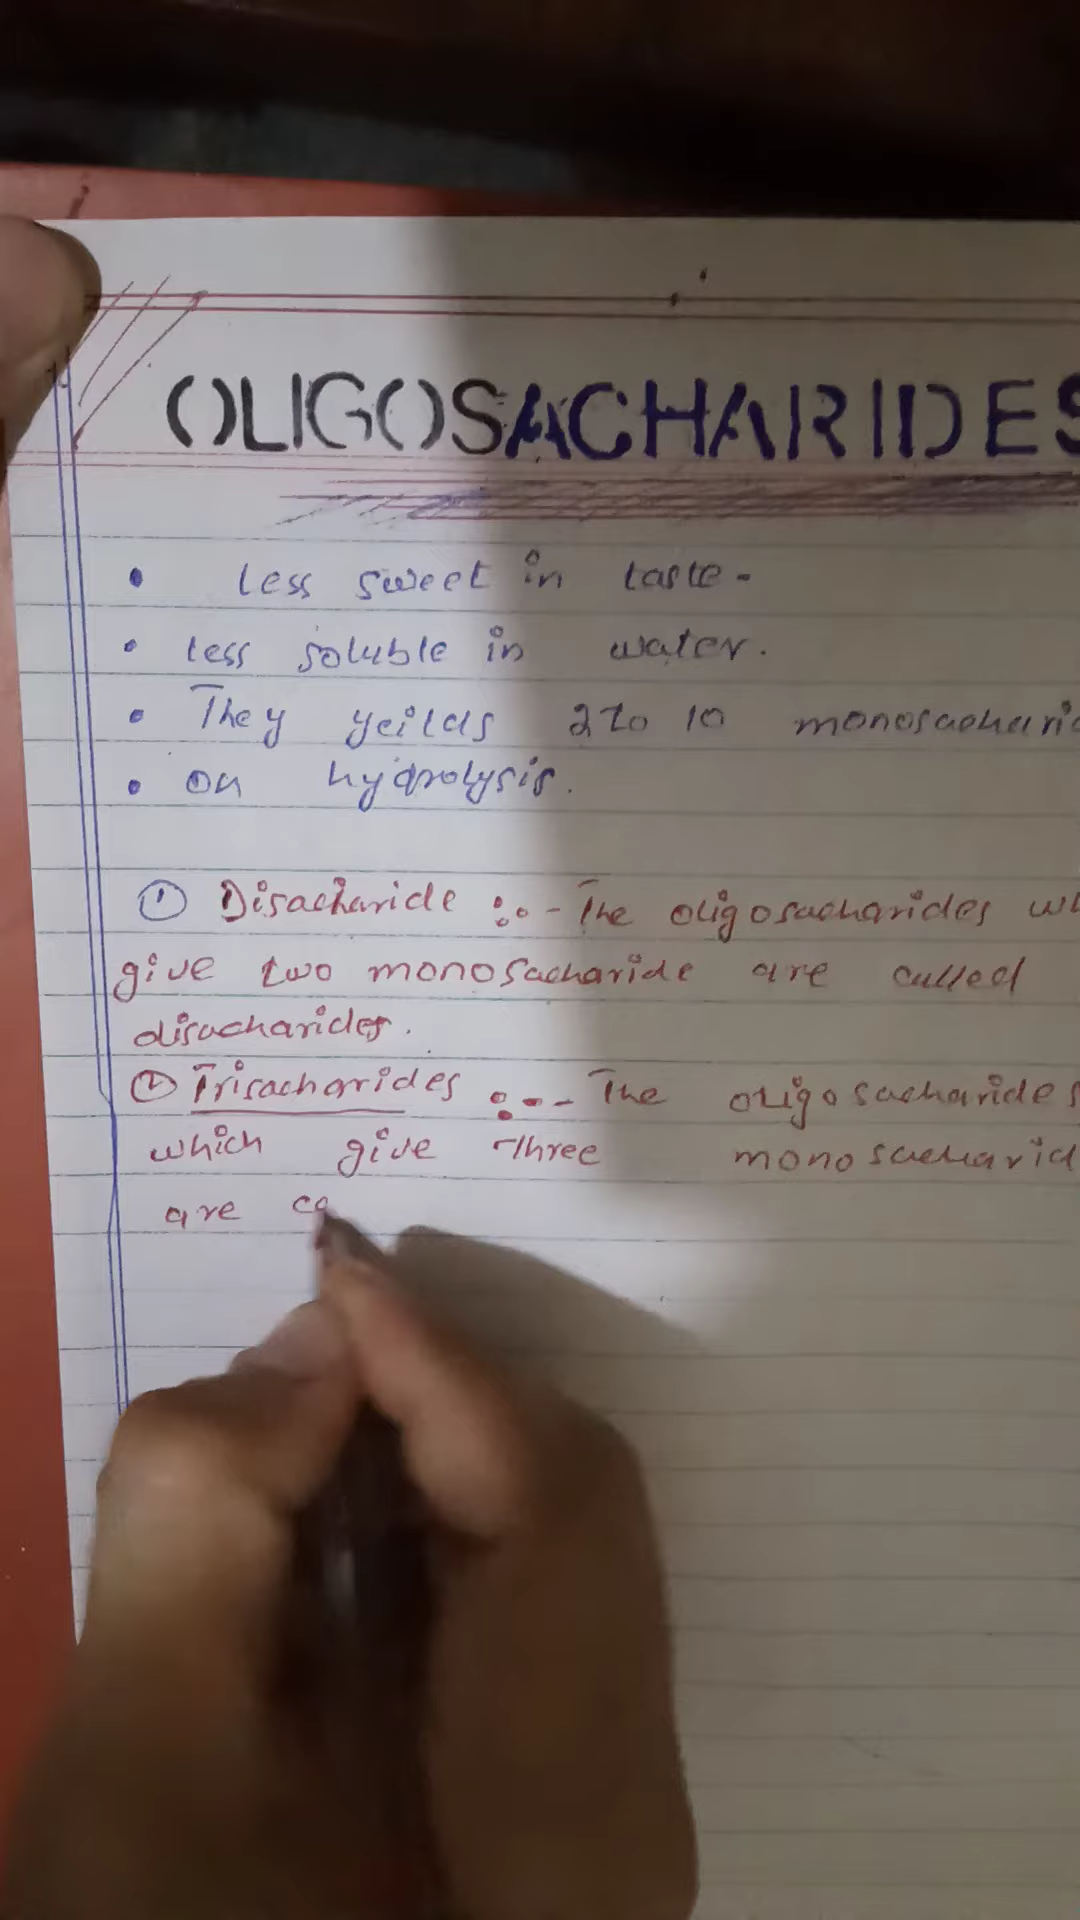 OLIGOSACHARIDES
• Less sweet in taste-
• less soluble in water.
• They yeilds 2 to 10 monosacharid
• on hydrolysis.
① Disacharide :- The oligosacharides wh
give two monosacharide are called
disacharides.
② Trisacharides :- The oligosacharides
which give Three monosacharid
are ca